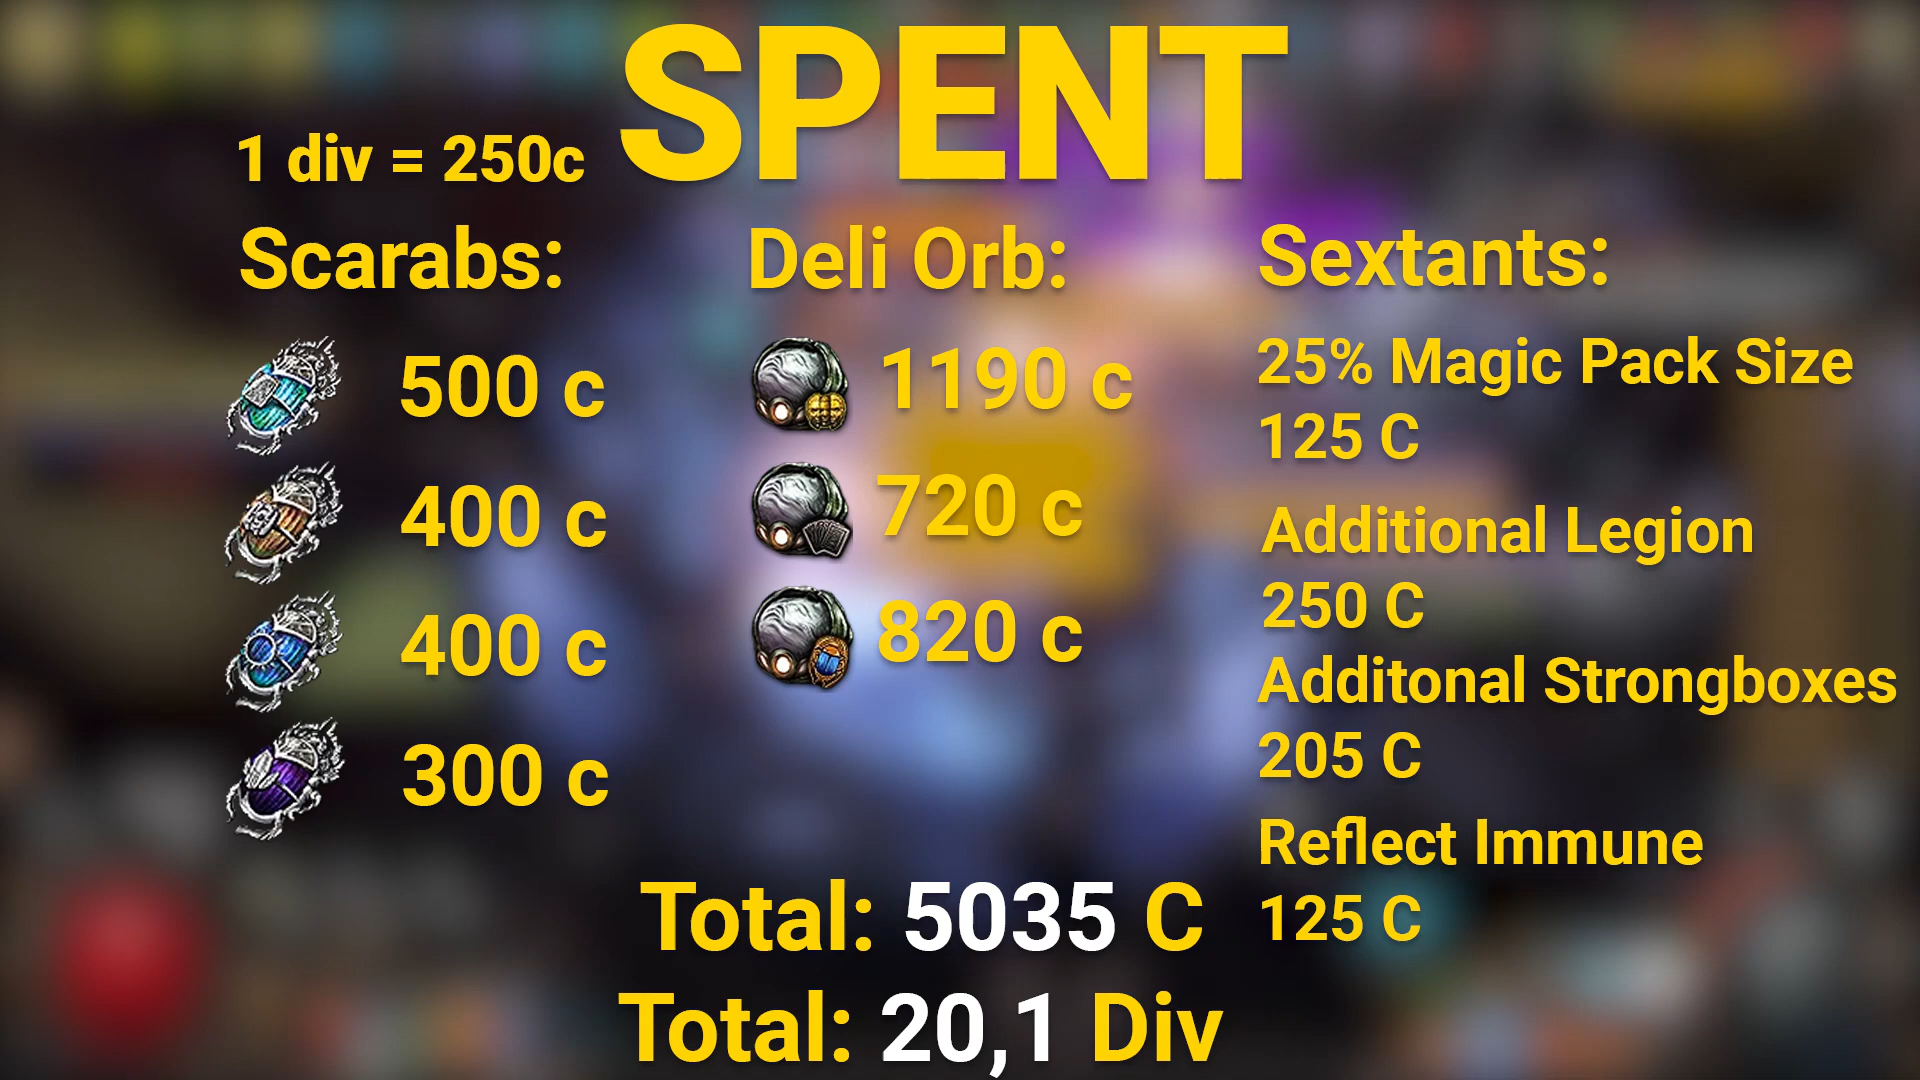 SPENT
1 div = 250c
Scarabs:
500 c
400 c
400 c
300 c
Deli Orb:
1190 c
720 c
820 c
Sextants:
25% Magic Pack Size
125 C
Additional Legion
250 C
Additonal Strongboxes
205 C
Reflect Immune
125 C
Total: 5035 C
Total: 20,1 Div